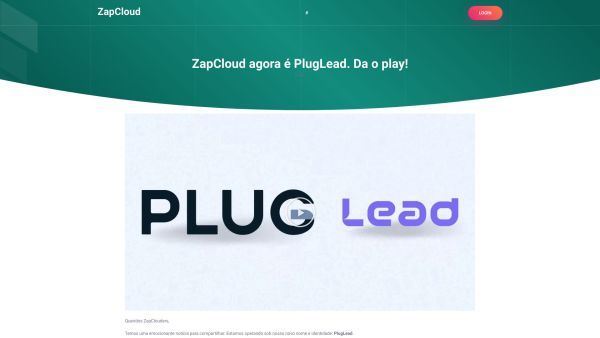 ZapCloud
#
LOGIN
ZapCloud agora é PlugLead. Da o play!
PLUG Lead
Queridos ZapClouders,
Temos uma emocionante notícia para compartilhar: Estamos operando sob nosso novo nome e identidade: PlugLead.